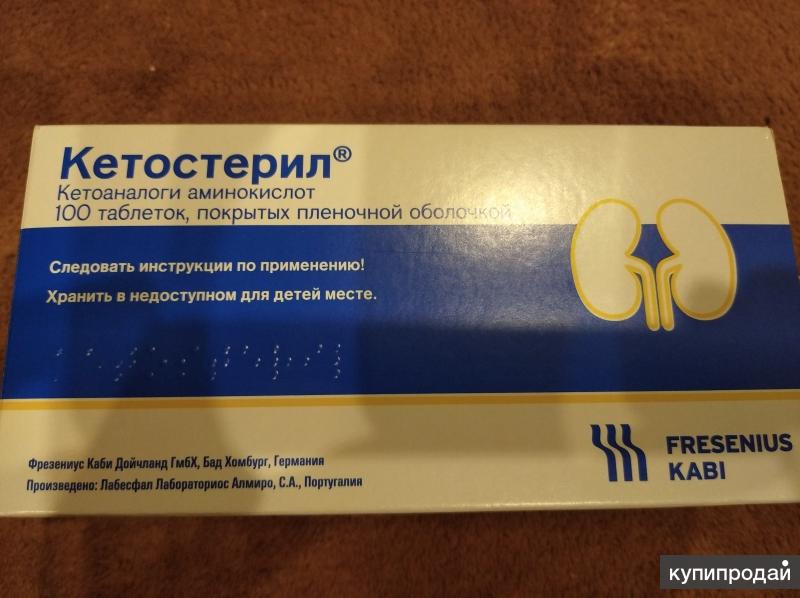 Кетостерил®
Кетоаналоги аминокислот
100 таблеток, покрытых пленочной оболочкой
Следовать инструкции по применению!
Хранить в недоступном для детей месте.
Фрезениус Каби Дойчланд ГмбХ, Бад Хомбург, Германия
Произведено: Лабесфал Лабораториос Алмиро, С.А., Португалия
FRESENIUS
KABI
купипродай